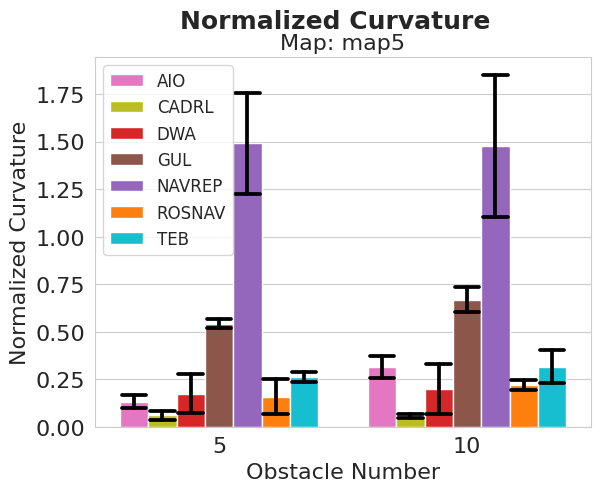 Normalized Curvature
Map: map5
Normalized Curvature
1.75
1.50
1.25
1.00
0.75
0.50
0.25
0.00
AIO
CADRL
DWA
GUL
NAVREP
ROSNAV
TEB
5 10
Obstacle Number